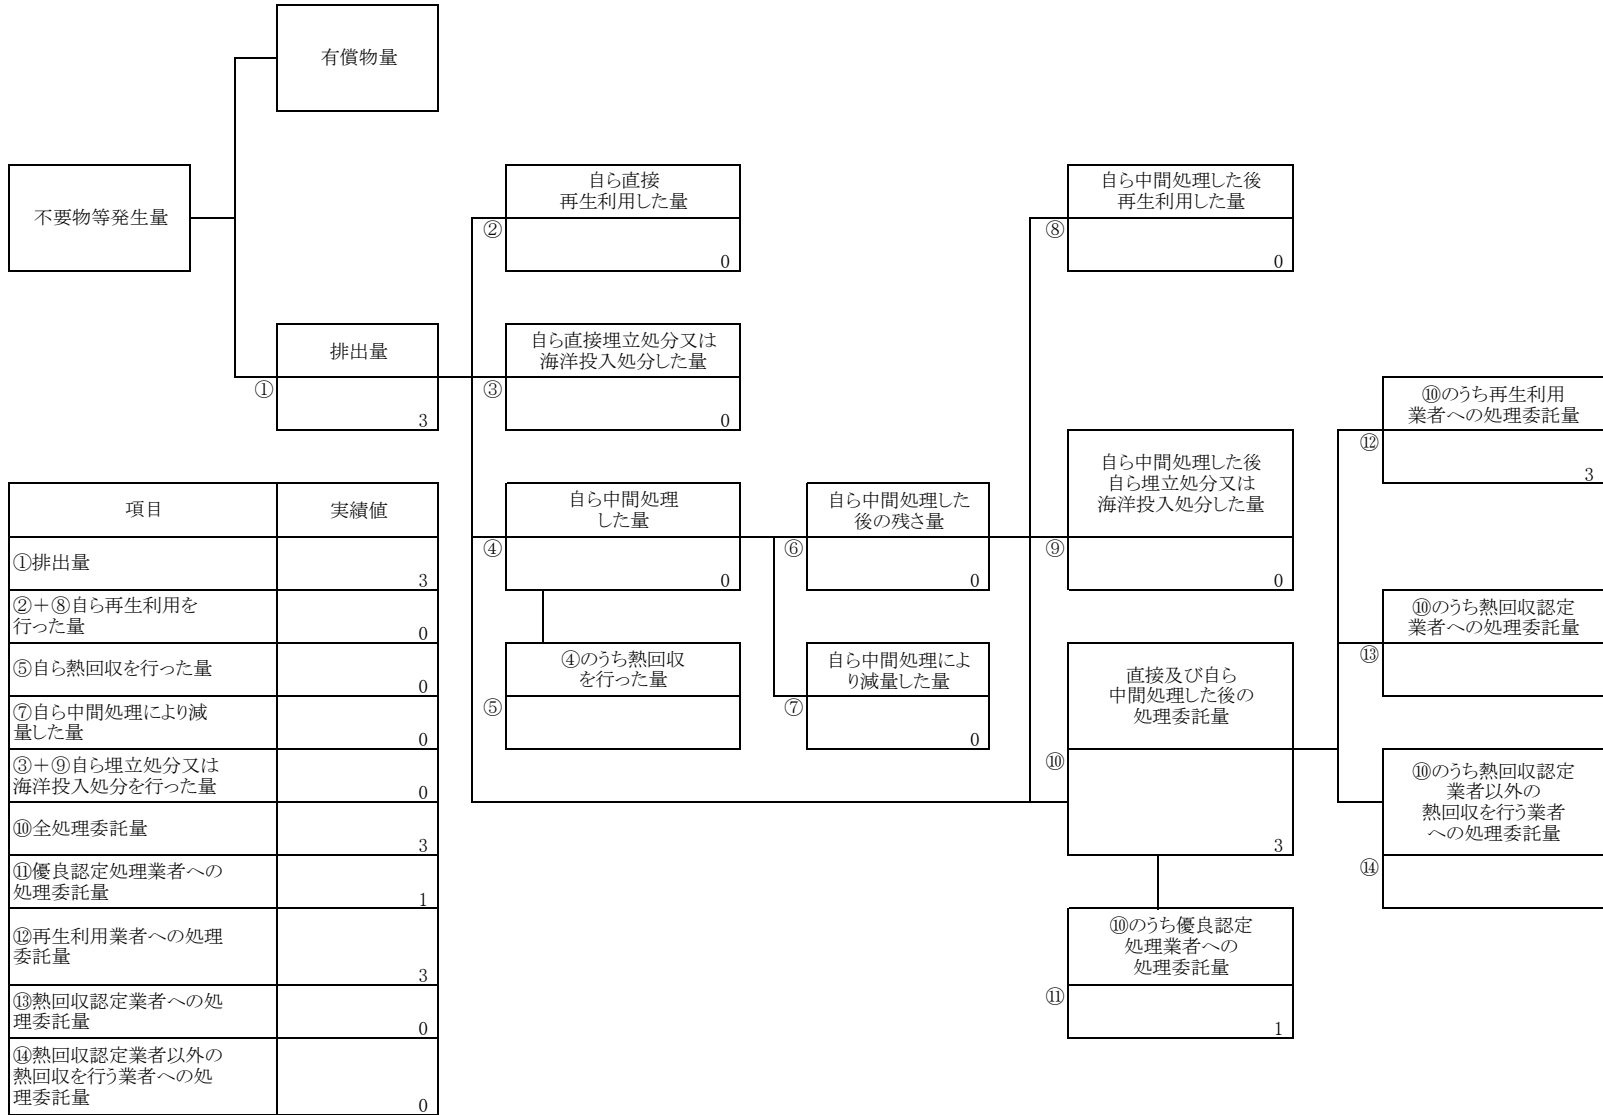 有償物量
不要物等発生量
自ら直接
再生利用した量
②
0
自ら中間処理した後
再生利用した量
⑧
0
排出量
①
3
自ら直接埋立処分又は
海洋投入処分した量
③
0
⑩のうち再生利用
業者への処理委託量
⑫
3
自ら中間処理した後
自ら埋立処分又は
海洋投入処分した量
⑨
0
自ら中間処理
した量
④
0
自ら中間処理した
後の残さ量
⑥
0
⑩のうち熱回収認定
業者への処理委託量
⑬
④のうち熱回収
を行った量
⑤
自ら中間処理によ
り減量した量
⑦
0
直接及び自ら
中間処理した後の
処理委託量
⑩
3
⑩のうち熱回収認定
業者以外の
熱回収を行う業者
への処理委託量
⑭
⑩のうち優良認定
処理業者への
処理委託量
⑪
1
項目 実績値
①排出量
3
②＋⑧自ら再生利用を
行った量
0
⑤自ら熱回収を行った量
0
⑦自ら中間処理により減
量した量
0
③＋⑨自ら埋立処分又は
海洋投入処分を行った量
0
⑩全処理委託量
3
⑪優良認定処理業者への
処理委託量
1
⑫再生利用業者への処理
委託量
3
⑬熱回収認定業者への処
理委託量
0
⑭熱回収認定業者以外の
熱回収を行う業者への処
理委託量
0